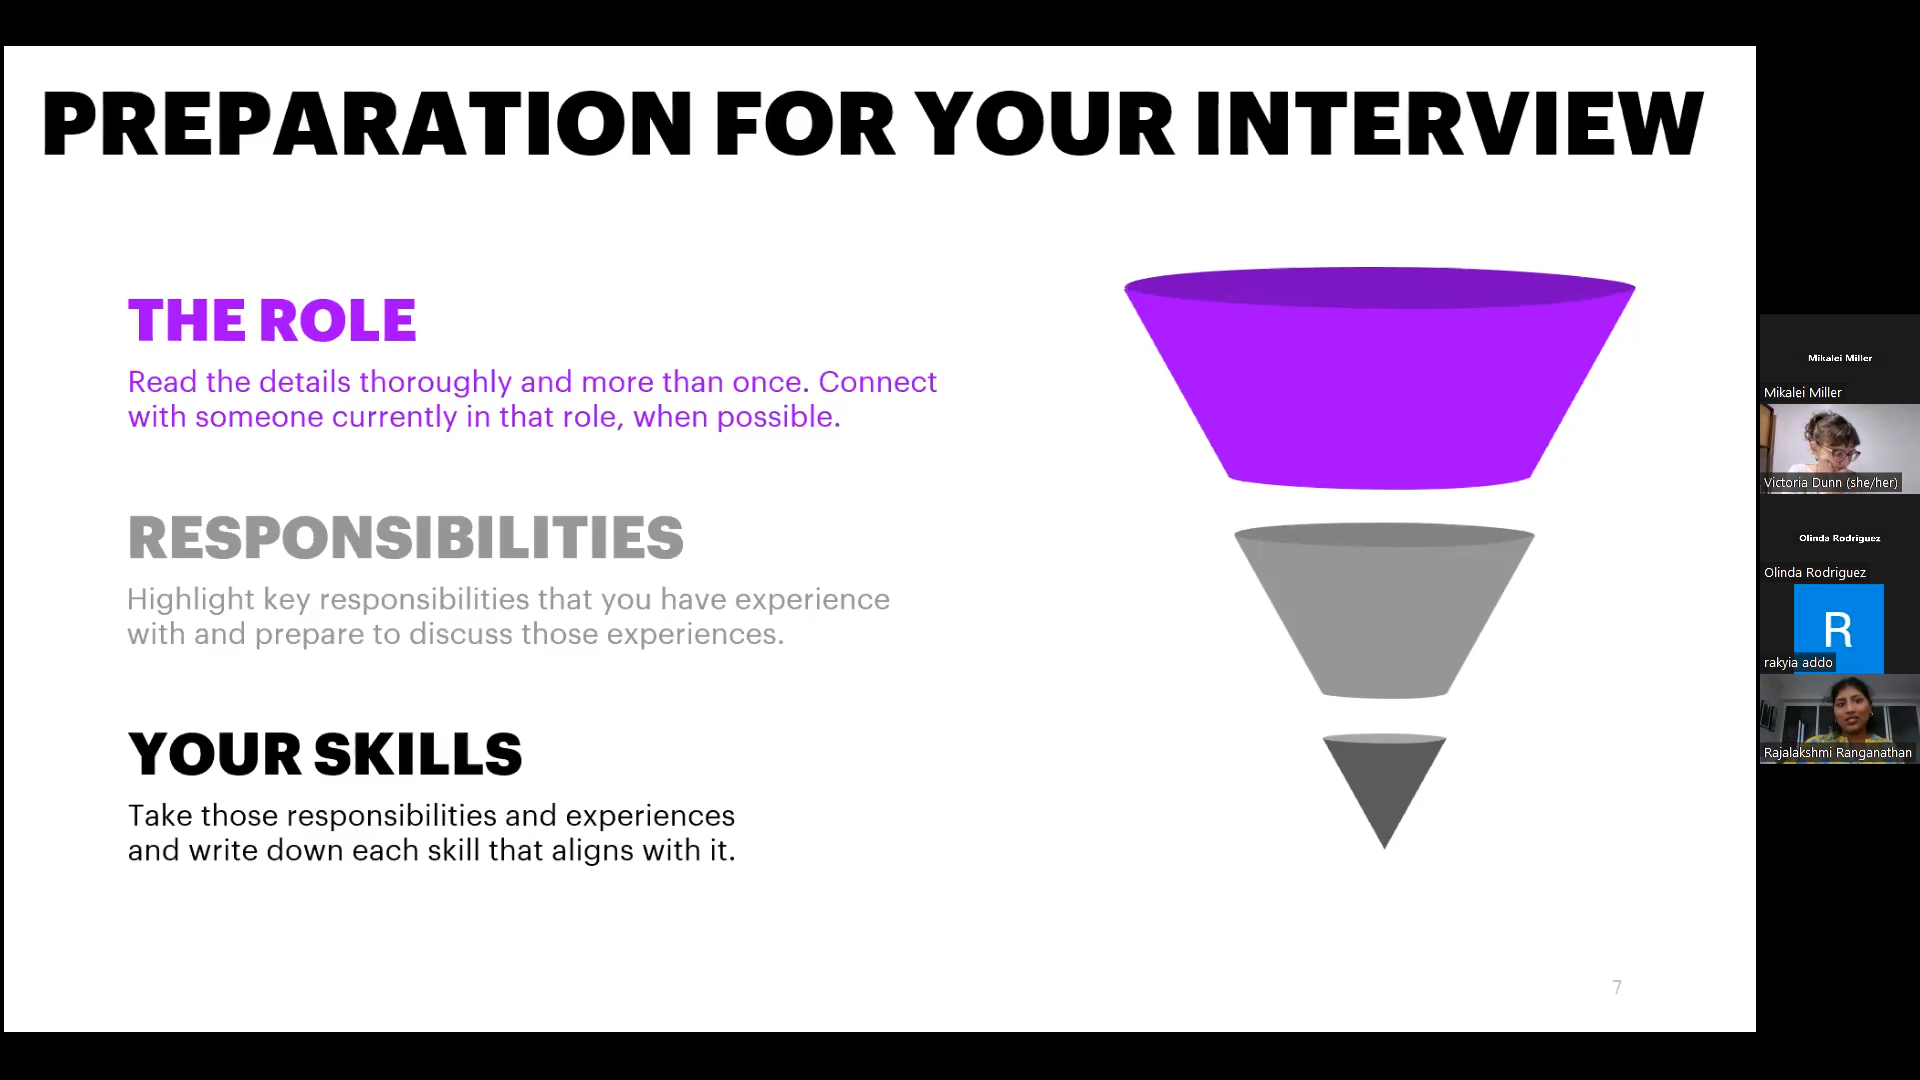 PREPARATION FOR YOUR INTERVIEW
THE ROLE
Read the details thoroughly and more than once. Connect
with someone currently in that role, when possible.
RESPONSIBILITIES
Highlight key responsibilities that you have experience
with and prepare to discuss those experiences.
YOUR SKILLS
Take those responsibilities and experiences
and write down each skill that aligns with it.
7
Mikalei Miller
Mikalei Miller
Victoria Dunn (she/her)
Olinda Rodriguez
Olinda Rodriguez
R
rakyia addo
Rajalakshmi Ranganathan